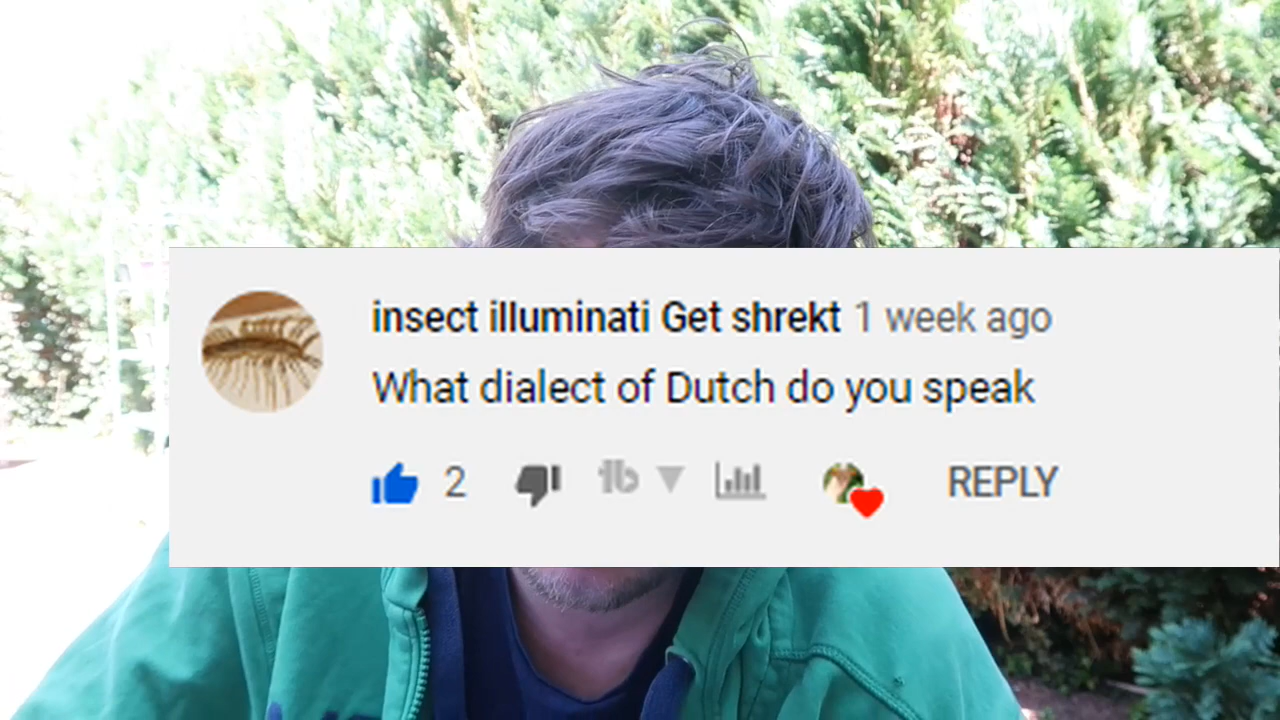 insect illuminati Get shrekt 1 week ago
What dialect of Dutch do you speak
2 REPLY